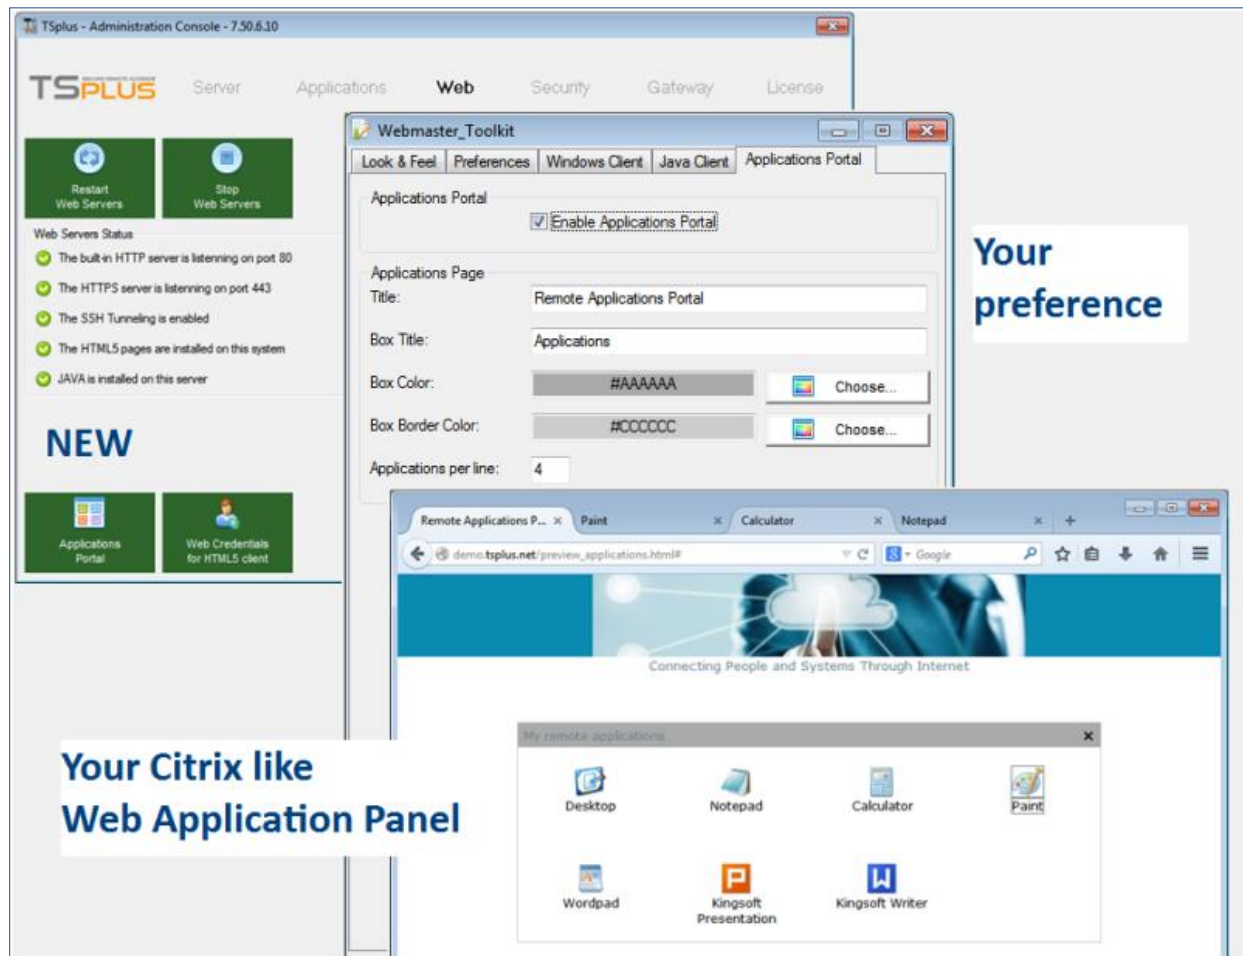 TSplus - Administration Console - 7.50.6.10
TSPLUS
Server
Applications
Web
Security
Gateway
License
Restart
Web Servers
Stop
Web Servers
Web Servers Status
The built-in HTTP server is listenning on port 80
The HTTPS server is listenning on port 443
The SSH Tunneling is enabled
The HTML5 pages are installed on this system
JAVA is installed on this server
NEW
Applications
Portal
Web Credentials
for HTML5 client
Webmaster_Toolkit
Look & Feel
Preferences
Windows Client
Java Client
Applications Portal
Applications Portal
Enable Applications Portal
Applications Page
Title:
Remote Applications Portal
Box Title:
Applications
Box Color:
#AAAAAA
Choose...
Box Border Color:
#CCCCCC
Choose...
Applications per line:
4
Your
preference
Remote Applications P...
Paint
Calculator
Notepad
demo.tsplus.net/preview_applications.html#
Google
Connecting People and Systems Through Internet
My remote applications
Desktop
Notepad
Calculator
Paint
Wordpad
Kingsoft
Presentation
Kingsoft Writer
Your Citrix like
Web Application Panel